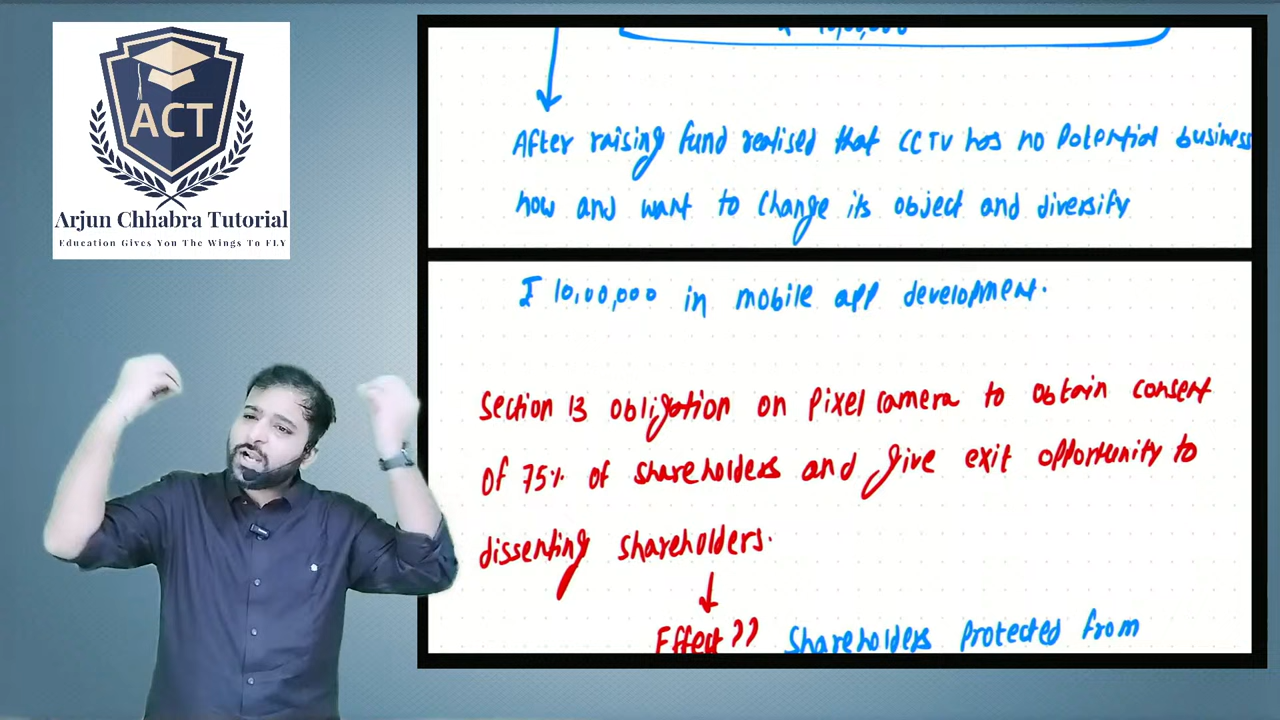 ACT
Arjun Chhabra Tutorial
Education Gives You The Wings To FLY
₹ 10,00,000
After raising fund realised that CCTV has no Potential business
now and want to change its object and diversify
₹ 10,00,000 in mobile app development.
Section 13 obligation on Pixel camera to obtain consent
Of 75% of shareholders and give exit opportunity to
dissenting shareholders.
Effect?? Shareholders Protected from